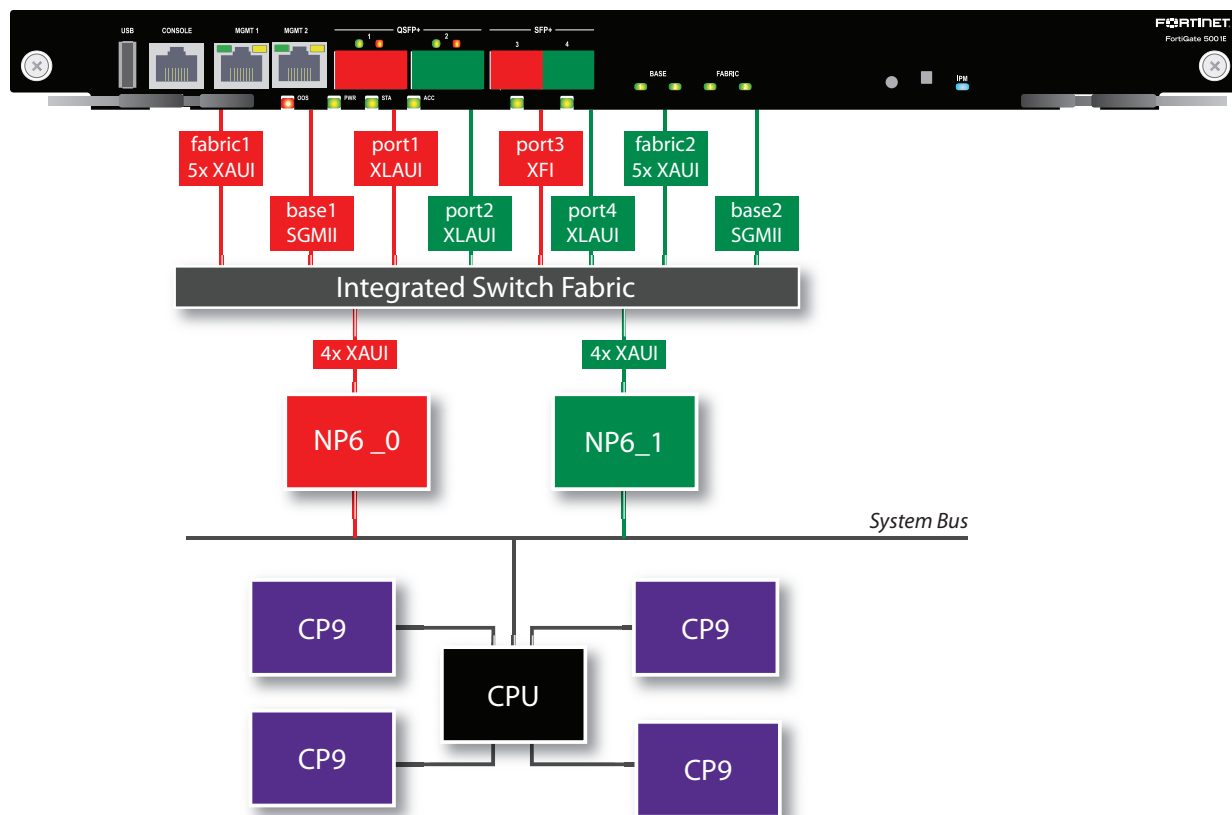 USB
CONSOLE
MGMT 1
MGMT 2
QSFP+
1
2
SFP+
3
4
BASE
FABRIC
IPM
FORTINET
FortiGate 5001E
OOS
PWR
STA
ACC
fabric1
5x XAUI
base1
SGMII
port1
XLAUI
port2
XLAUI
port3
XFI
port4
XLAUI
fabric2
5x XAUI
base2
SGMII
Integrated Switch Fabric
4x XAUI
4x XAUI
NP6 _0
NP6_1
System Bus
CP9
CP9
CPU
CP9
CP9